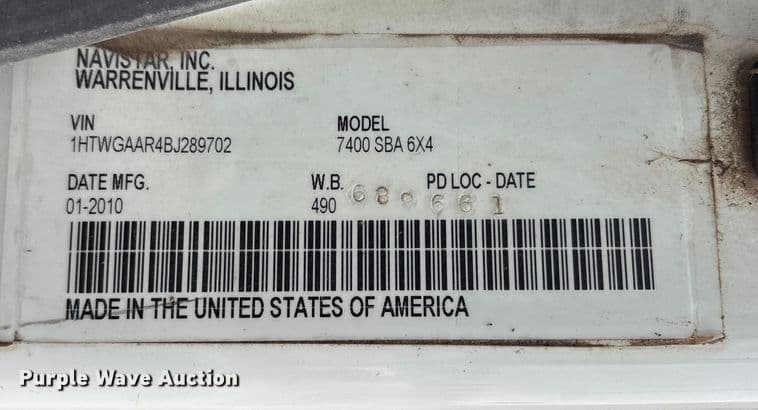 NAVISTAR, INC.
WARRENVILLE, ILLINOIS
VIN MODEL
1HTWGAAR4BJ289702 7400 SBA 6X4
DATE MFG. W.B. PD LOC - DATE
01-2010 490 680661
MADE IN THE UNITED STATES OF AMERICA
Purple Wave Auction